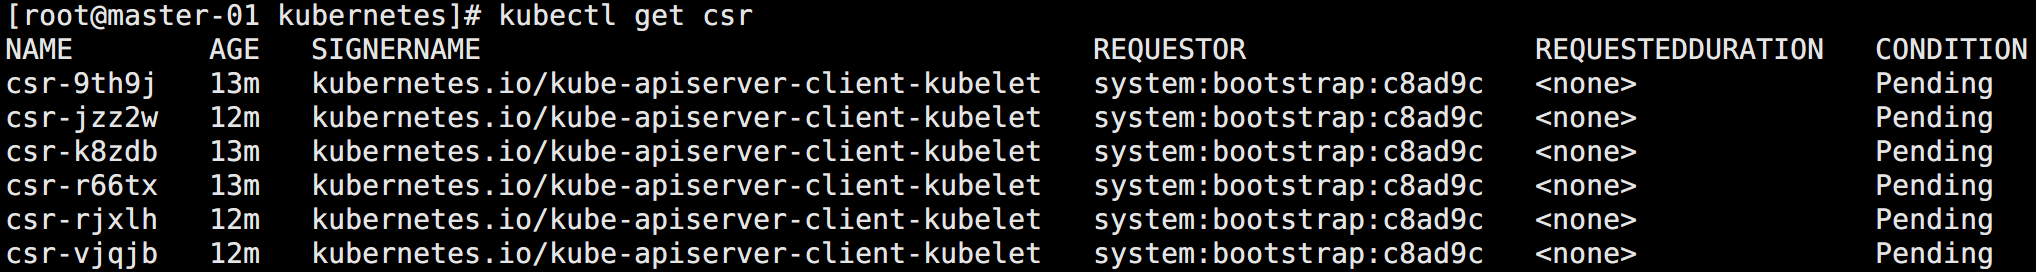 [root@master-01 kubernetes]# kubectl get csr
NAME        AGE   SIGNERNAME                                    REQUESTOR                 REQUESTEDDURATION   CONDITION
csr-9th9j   13m   kubernetes.io/kube-apiserver-client-kubelet   system:bootstrap:c8ad9c   <none>              Pending
csr-jzz2w   12m   kubernetes.io/kube-apiserver-client-kubelet   system:bootstrap:c8ad9c   <none>              Pending
csr-k8zdb   13m   kubernetes.io/kube-apiserver-client-kubelet   system:bootstrap:c8ad9c   <none>              Pending
csr-r66tx   13m   kubernetes.io/kube-apiserver-client-kubelet   system:bootstrap:c8ad9c   <none>              Pending
csr-rjxlh   12m   kubernetes.io/kube-apiserver-client-kubelet   system:bootstrap:c8ad9c   <none>              Pending
csr-vjqjb   12m   kubernetes.io/kube-apiserver-client-kubelet   system:bootstrap:c8ad9c   <none>              Pending